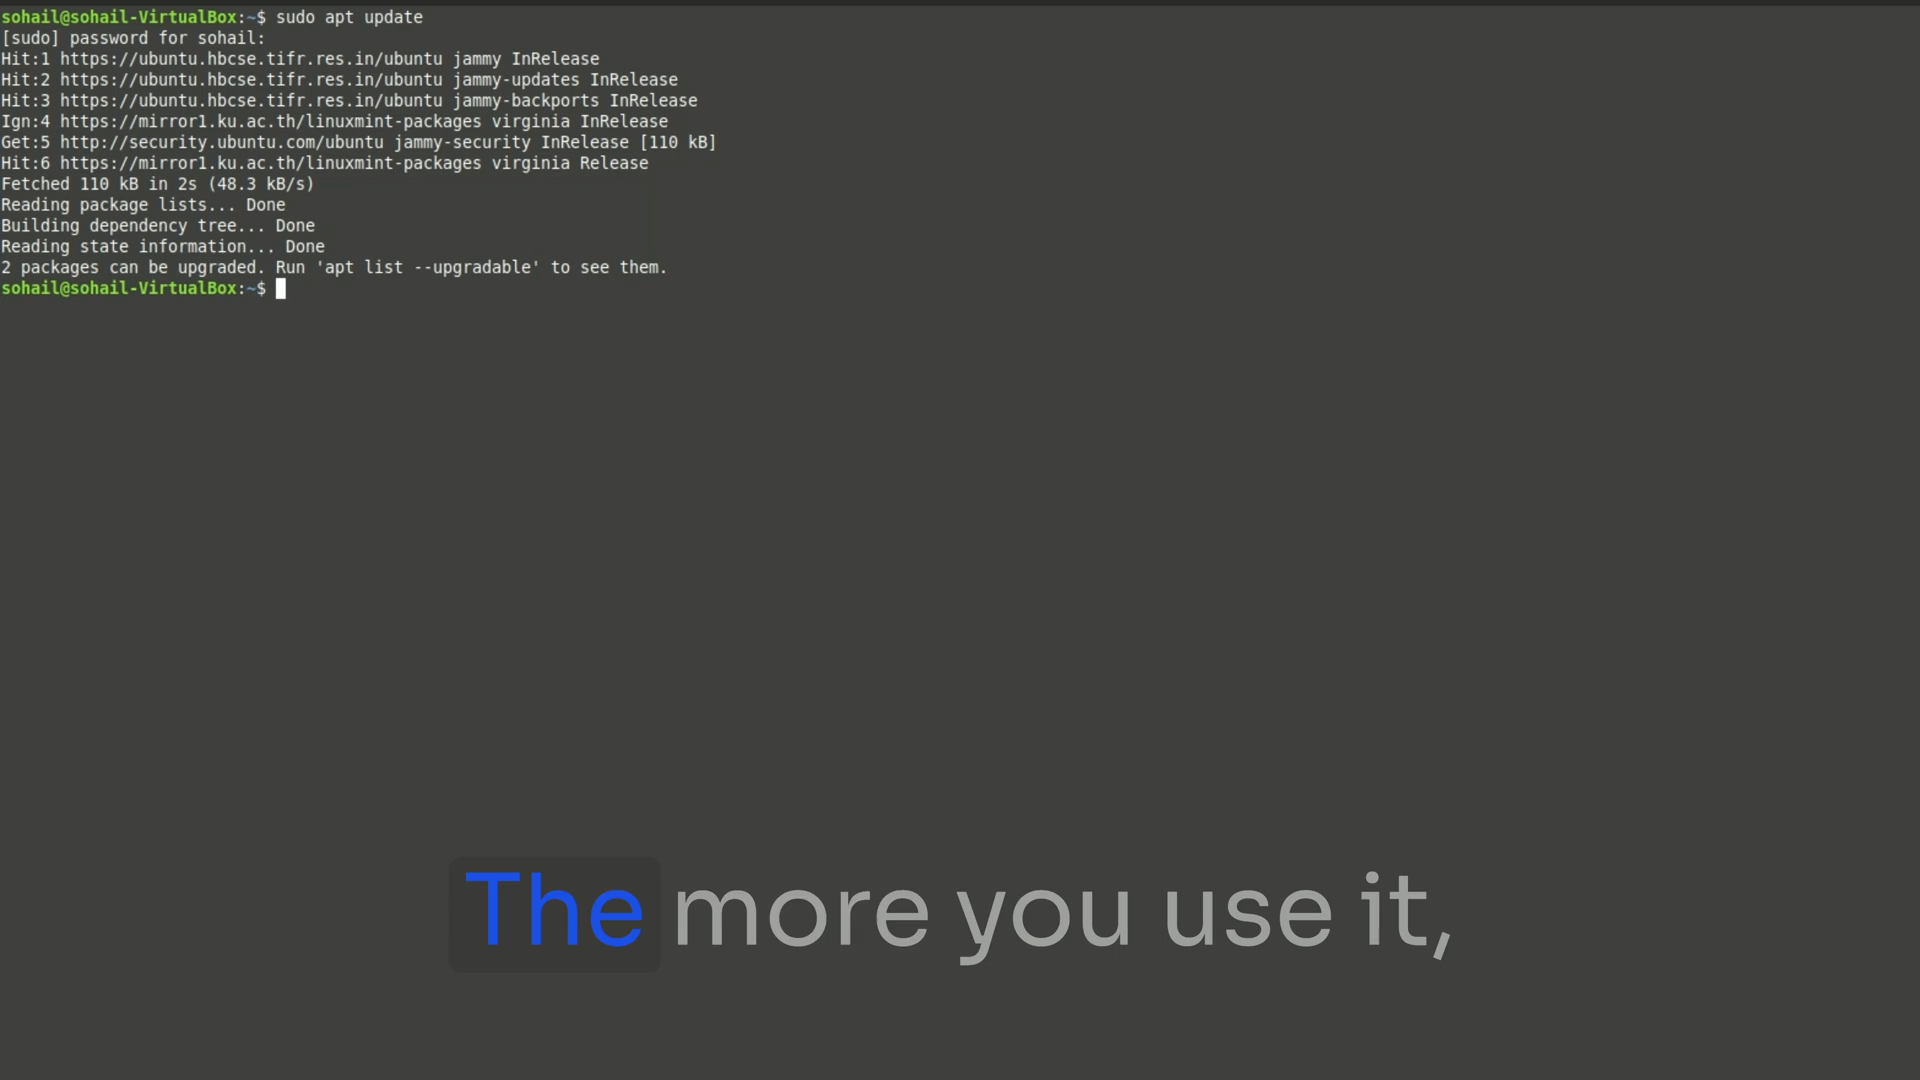 sohail@sohail-VirtualBox:~$ sudo apt update
[sudo] password for sohail:
Hit:1 https://ubuntu.hbcse.tifr.res.in/ubuntu jammy InRelease
Hit:2 https://ubuntu.hbcse.tifr.res.in/ubuntu jammy-updates InRelease
Hit:3 https://ubuntu.hbcse.tifr.res.in/ubuntu jammy-backports InRelease
Ign:4 https://mirror1.ku.ac.th/linuxmint-packages virginia InRelease
Get:5 http://security.ubuntu.com/ubuntu jammy-security InRelease [110 kB]
Hit:6 https://mirror1.ku.ac.th/linuxmint-packages virginia Release
Fetched 110 kB in 2s (48.3 kB/s)
Reading package lists... Done
Building dependency tree... Done
Reading state information... Done
2 packages can be upgraded. Run 'apt list --upgradable' to see them.
sohail@sohail-VirtualBox:~$
The more you use it,